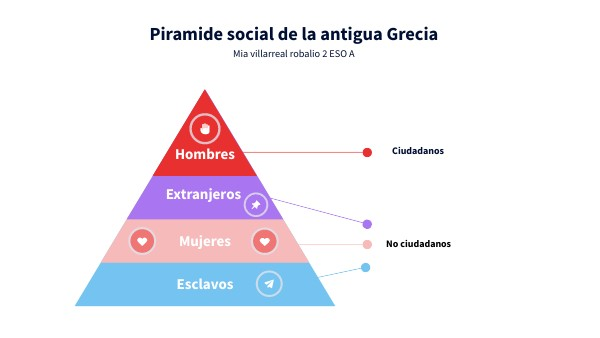 Piramide social de la antigua Grecia
Mia villarreal robalio 2 ESO A
Hombres
Ciudadanos
Extranjeros
Mujeres
No ciudadanos
Esclavos